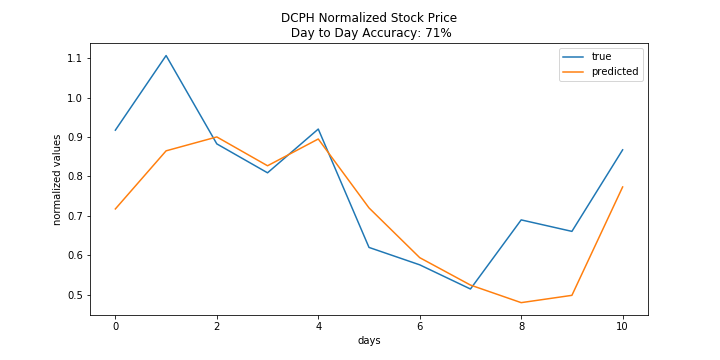 DCPH Normalized Stock Price
Day to Day Accuracy: 71%
true
predicted
normalized values
1.1
1.0
0.9
0.8
0.7
0.6
0.5
0 2 4 6 8 10
days